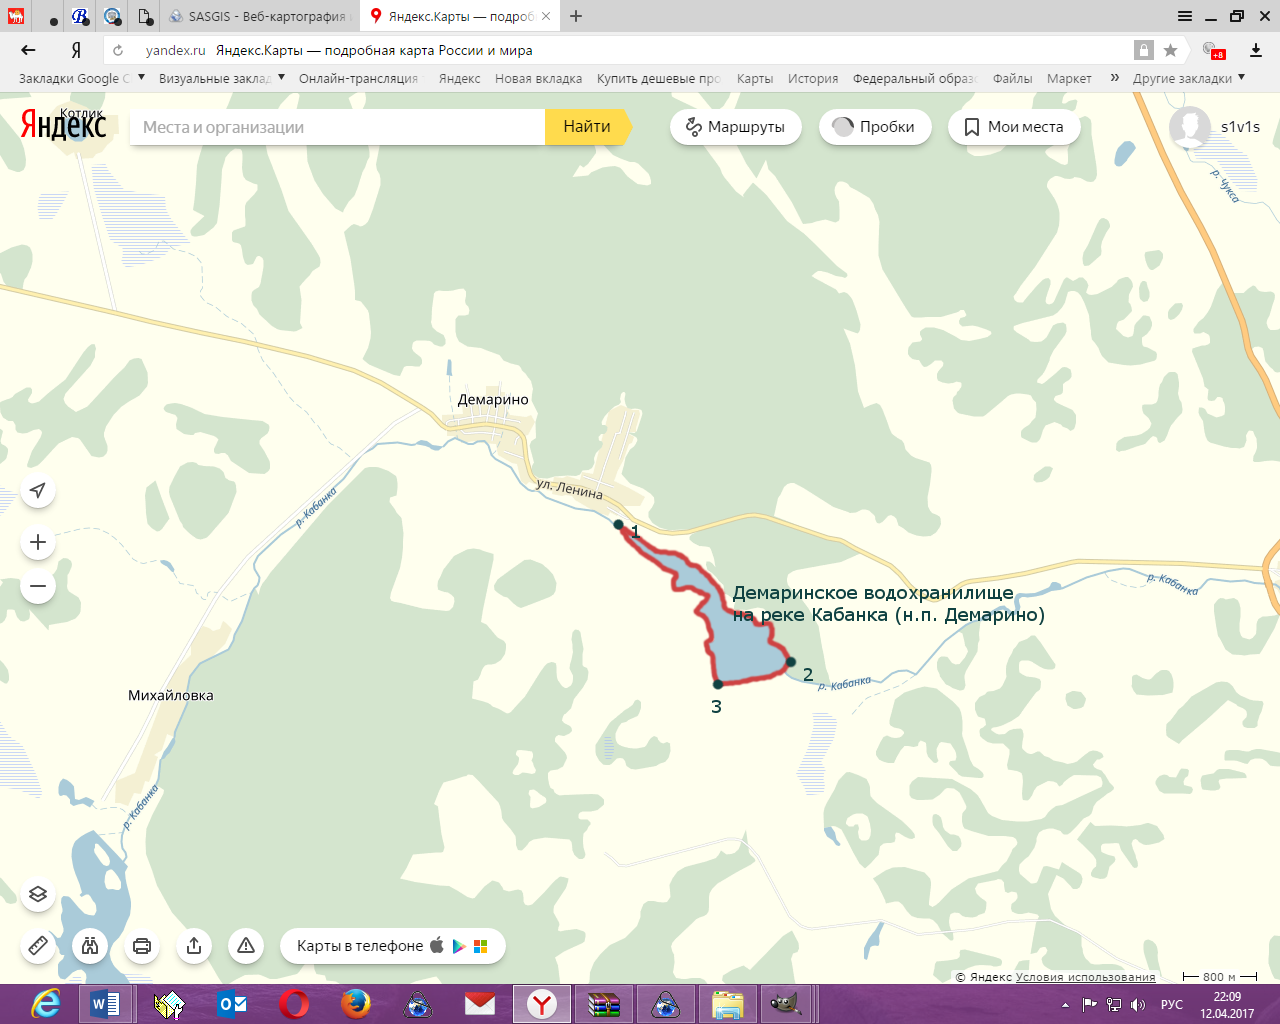 SASGIS - Веб-картография и
Яндекс.Карты — подроб
yandex.ru Яндекс.Карты — подробная карта России и мира
+8
Закладки Google С Визуальные заклад Онлайн-трансляция Яндекс Новая вкладка Купить дешевые про Карты История Федеральный образо Файлы Маркет » Другие закладки
Котлик
Яндекс
Места и организации
Найти
Маршруты
Пробки
Мои места
s1v1s
р. Чукса
Демарино
ул. Ленина
р. Кабанка
1
р. Кабанка
Демаринское водохранилище
на реке Кабанка (н.п. Демарино)
2
р. Кабанка
3
Михайловка
р. Кабанка
Карты в телефоне
© Яндекс Условия использования
800 м
РУС
22:09
12.04.2017